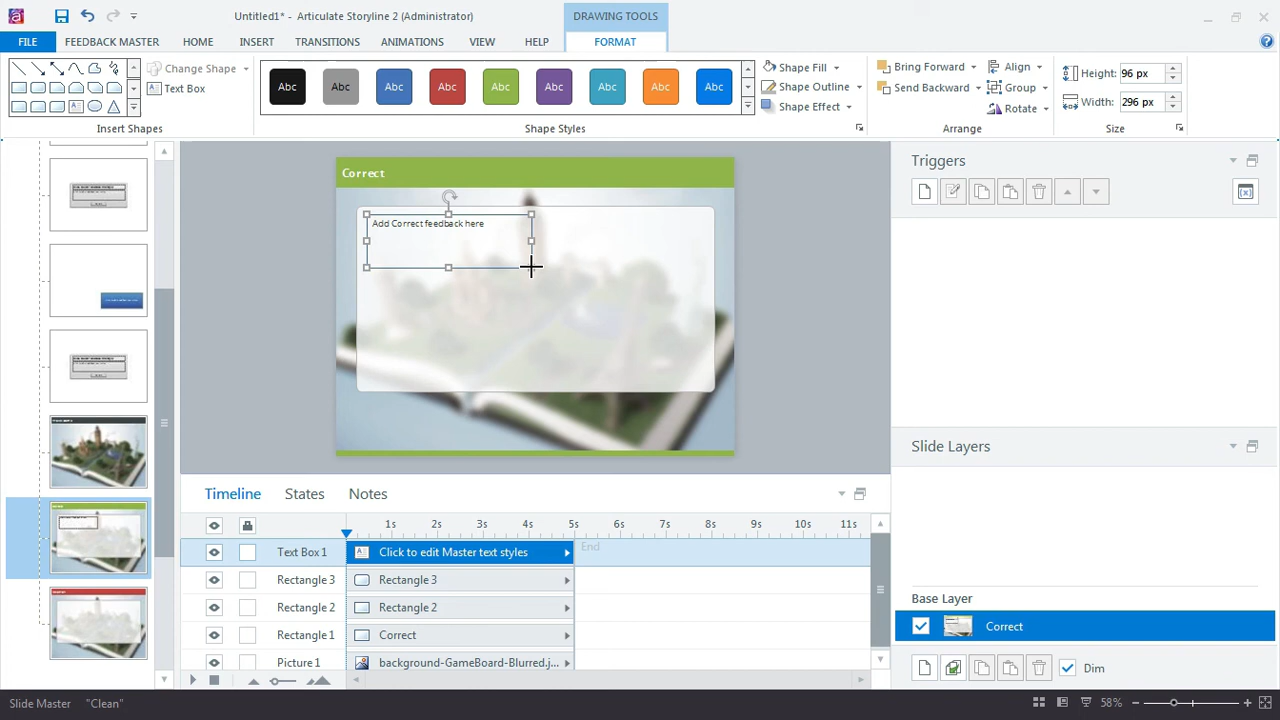 Untitled1* - Articulate Storyline 2 (Administrator)
DRAWING TOOLS
FILE FEEDBACK MASTER HOME INSERT TRANSITIONS ANIMATIONS VIEW HELP FORMAT
Change Shape
Text Box
Insert Shapes
Abc Abc Abc Abc Abc Abc Abc Abc Abc
Shape Styles
Shape Fill
Shape Outline
Shape Effect
Bring Forward
Send Backward
Align
Group
Rotate
Arrange
Height: 96 px
Width: 296 px
Size
Correct
Add Correct feedback here
Triggers
Slide Layers
Base Layer
Correct
Dim
Timeline States Notes
1s 2s 3s 4s 5s 6s 7s 8s 9s 10s 11s
Text Box 1 Click to edit Master text styles End
Rectangle 3 Rectangle 3
Rectangle 2 Rectangle 2
Rectangle 1 Correct
Picture 1 background-GameBoard-Blurred.j...
Slide Master "Clean" 58%